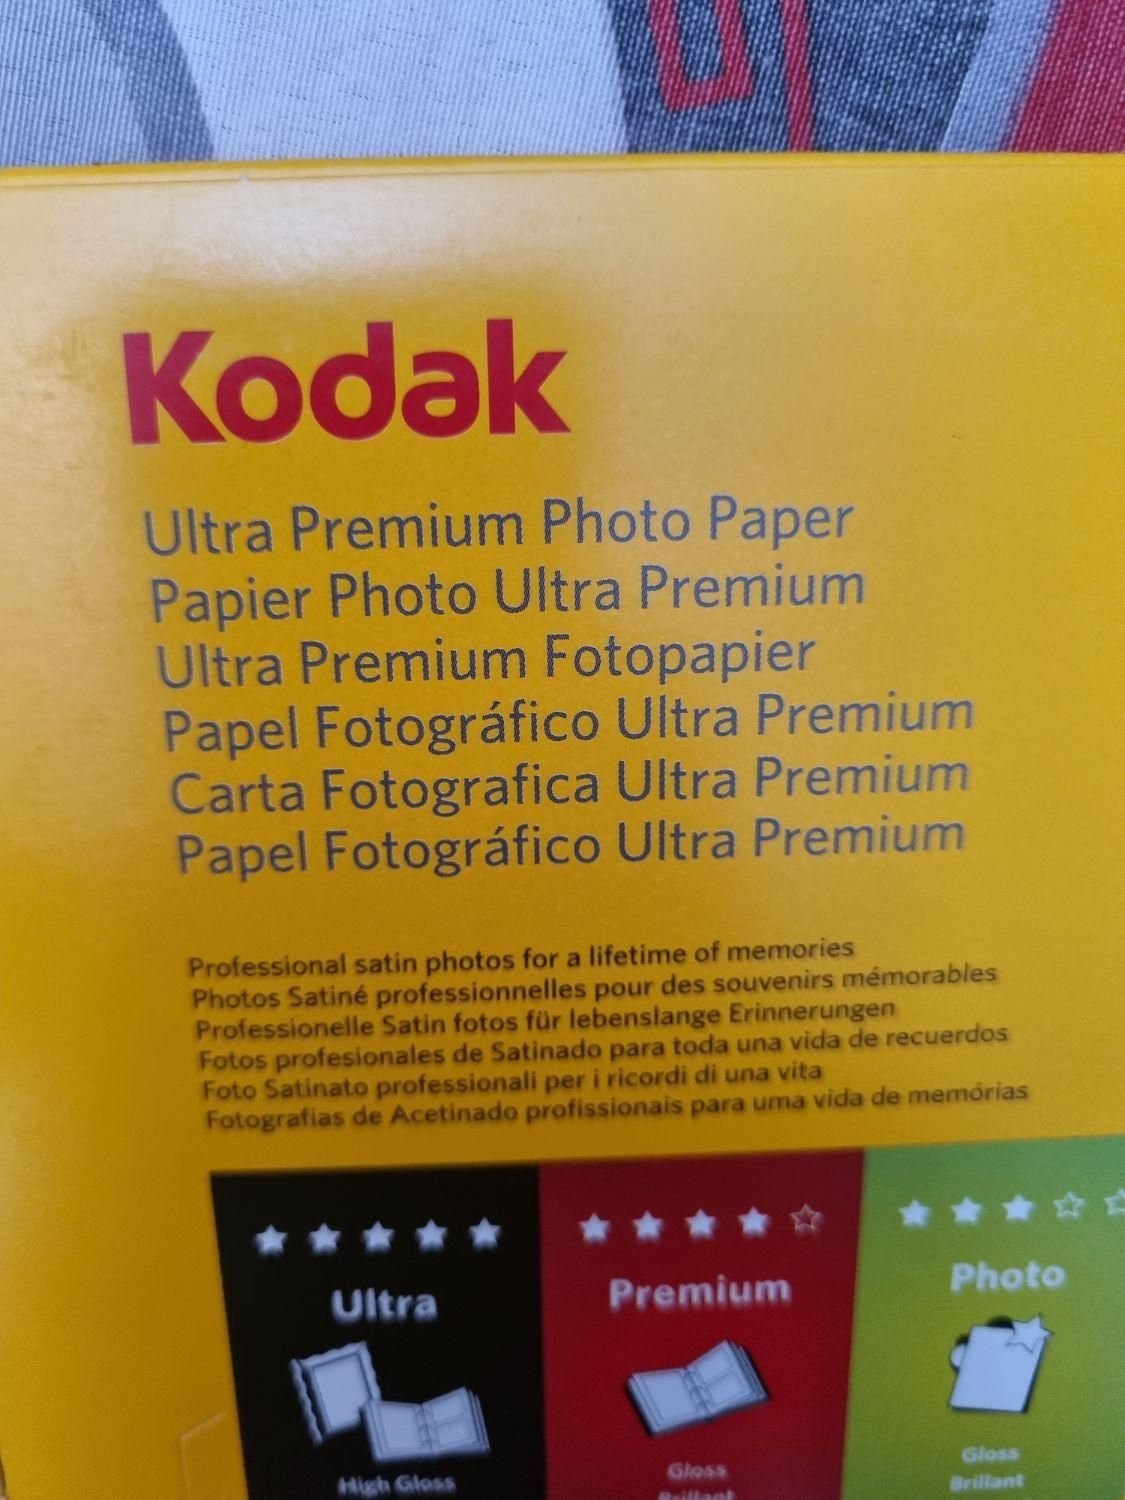 Kodak
Ultra Premium Photo Paper
Papier Photo Ultra Premium
Ultra Premium Fotopapier
Papel Fotográfico Ultra Premium
Carta Fotografica Ultra Premium
Papel Fotográfico Ultra Premium
Professional satin photos for a lifetime of memories
Photos Satiné professionnelles pour des souvenirs mémorables
Professionelle Satin fotos für lebenslange Erinnerungen
Fotos profesionales de Satinado para toda una vida de recuerdos
Foto Satinato professionali per i ricordi di una vita
Fotografias de Acetinado profissionais para uma vida de memórias
Ultra
High Gloss
Premium
Gloss
Brillant
Photo
Gloss
Brillant